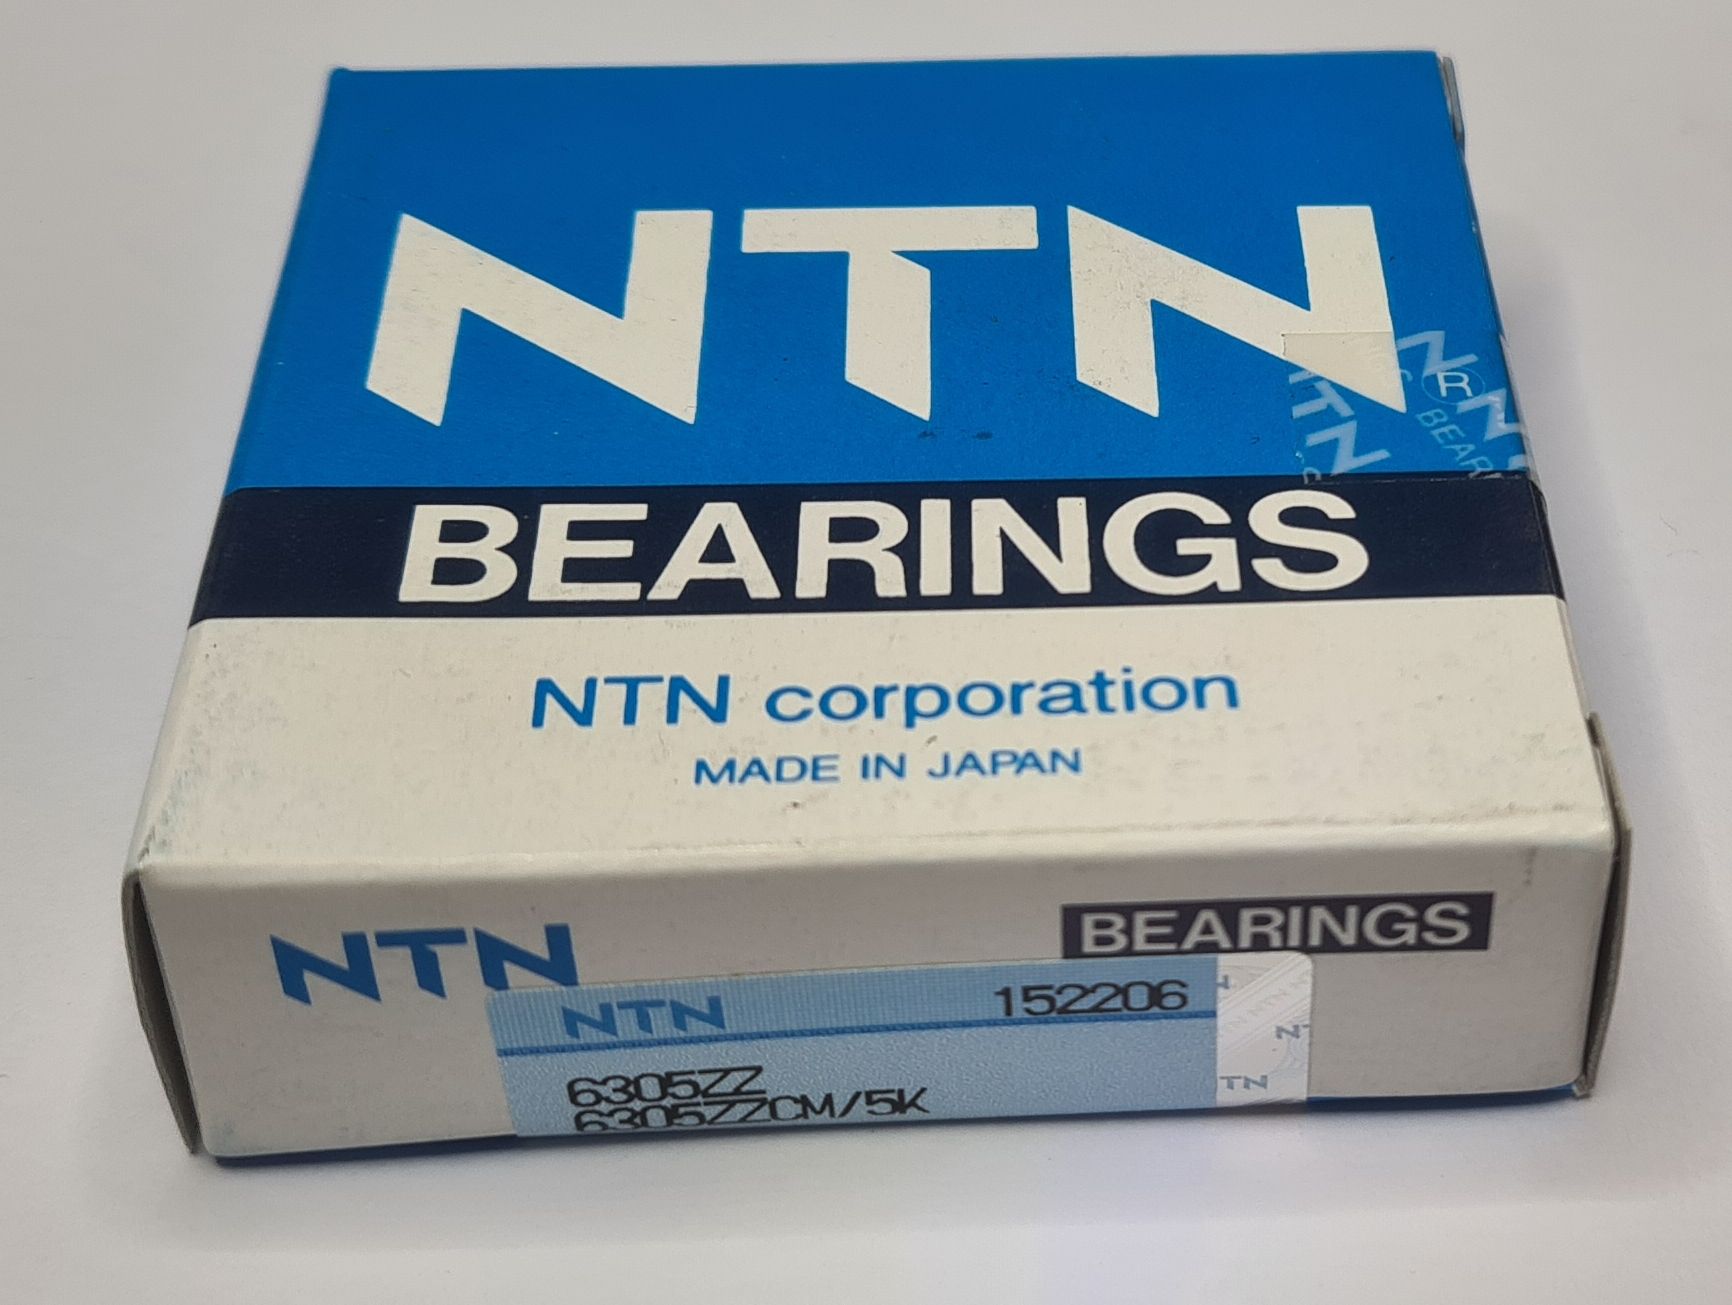 NTN
BEARINGS
NTN corporation
MADE IN JAPAN
NTN
BEARINGS
NTN 152206
6305ZZ
6305ZZCM/5K